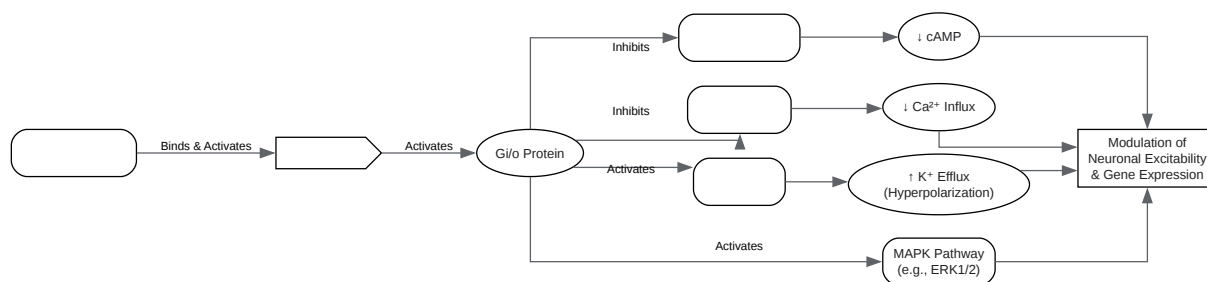 Inhibits
↓ cAMP
Inhibits
↓ Ca²⁺ Influx
Binds & Activates
Activates
Gi/o Protein
Activates
↑ K⁺ Efflux
(Hyperpolarization)
Modulation of
Neuronal Excitability
& Gene Expression
Activates
MAPK Pathway
(e.g., ERK1/2)